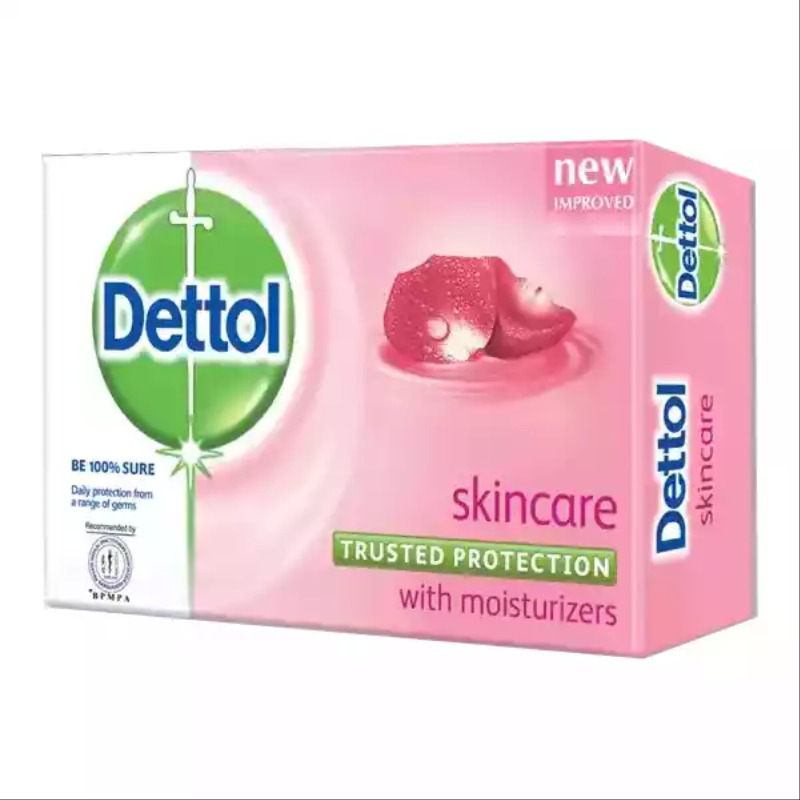 new
IMPROVED
Dettol
BE 100% SURE
Daily protection from
a range of germs
Recommended by
*BPMPA
skincare
TRUSTED PROTECTION
with moisturizers
Dettol
Dettol
skincare